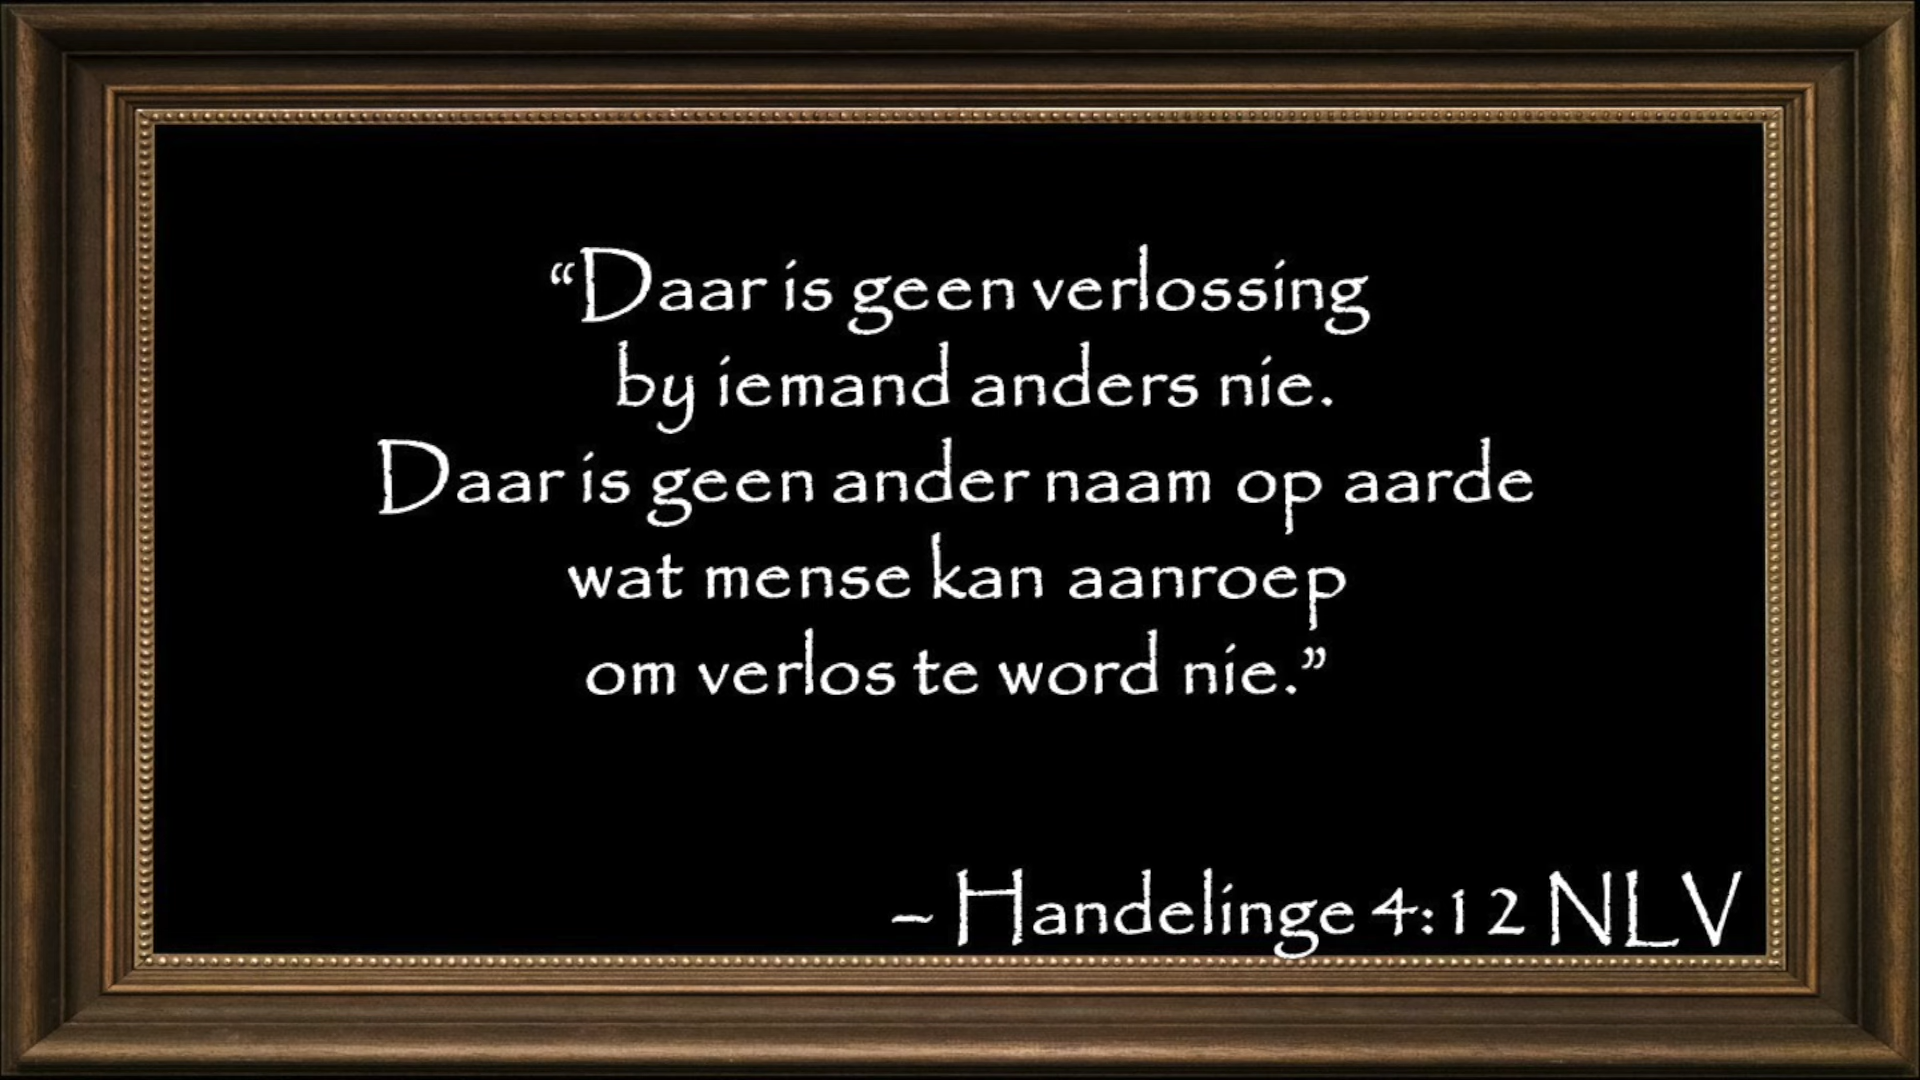 “Daar is geen verlossing
by iemand anders nie.
Daar is geen ander naam op aarde
wat mense kan aanroep
om verlos te word nie.”
– Handelinge 4:12 NLV